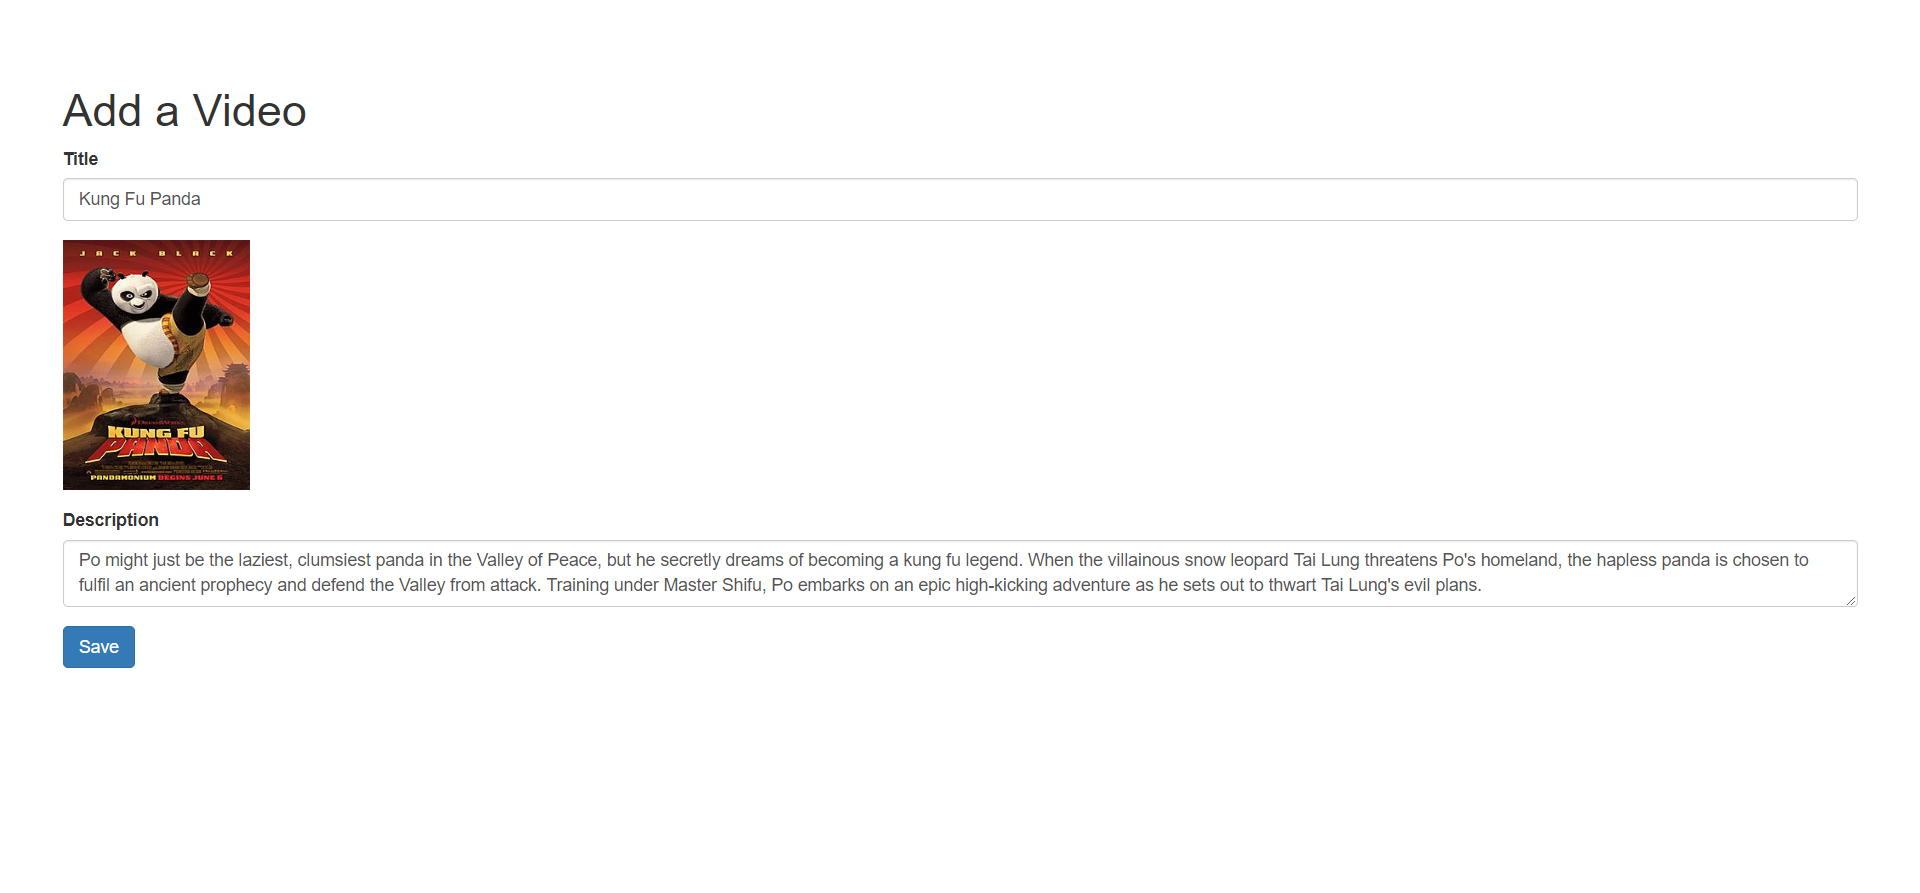 Add a Video
Title
Kung Fu Panda
JACK BLACK
DreamWorks
KUNG FU
PANDA
PANDAMONIUM BEGINS JUNE 6
Description
Po might just be the laziest, clumsiest panda in the Valley of Peace, but he secretly dreams of becoming a kung fu legend. When the villainous snow leopard Tai Lung threatens Po's homeland, the hapless panda is chosen to
fulfil an ancient prophecy and defend the Valley from attack. Training under Master Shifu, Po embarks on an epic high-kicking adventure as he sets out to thwart Tai Lung's evil plans.
Save